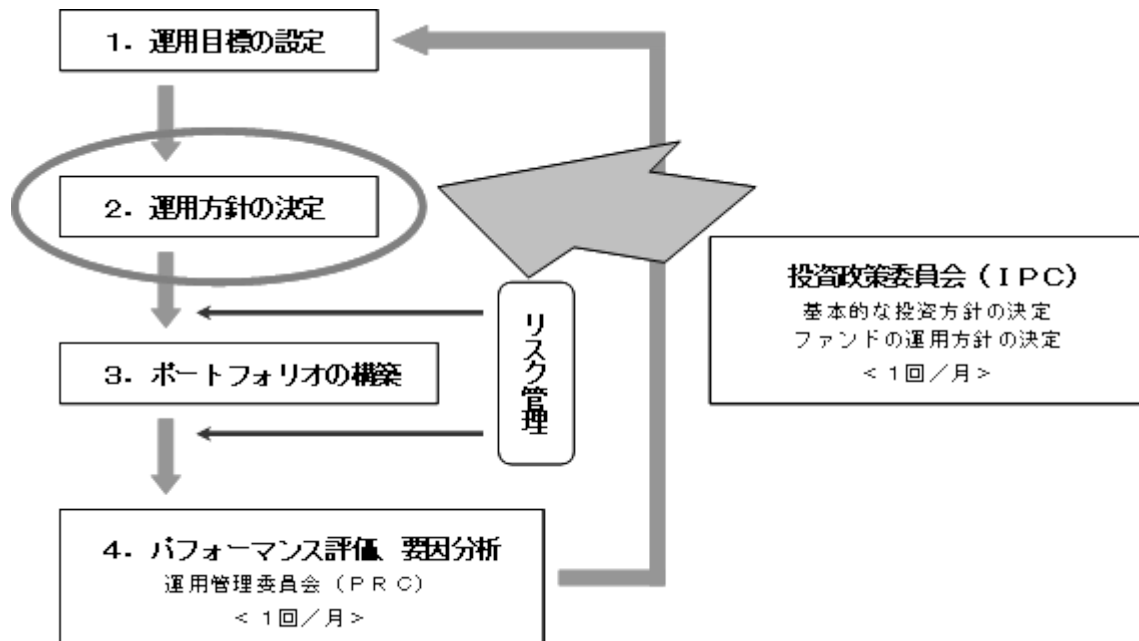 1．運用目標の設定
2．運用方針の決定
3．ポートフォリオの構築
リスク管理
4．パフォーマンス評価、要因分析
運用管理委員会（ＰＲＣ）
＜１回／月＞
投資政策委員会（ＩＰＣ）
基本的な投資方針の決定
ファンドの運用方針の決定
＜１回／月＞